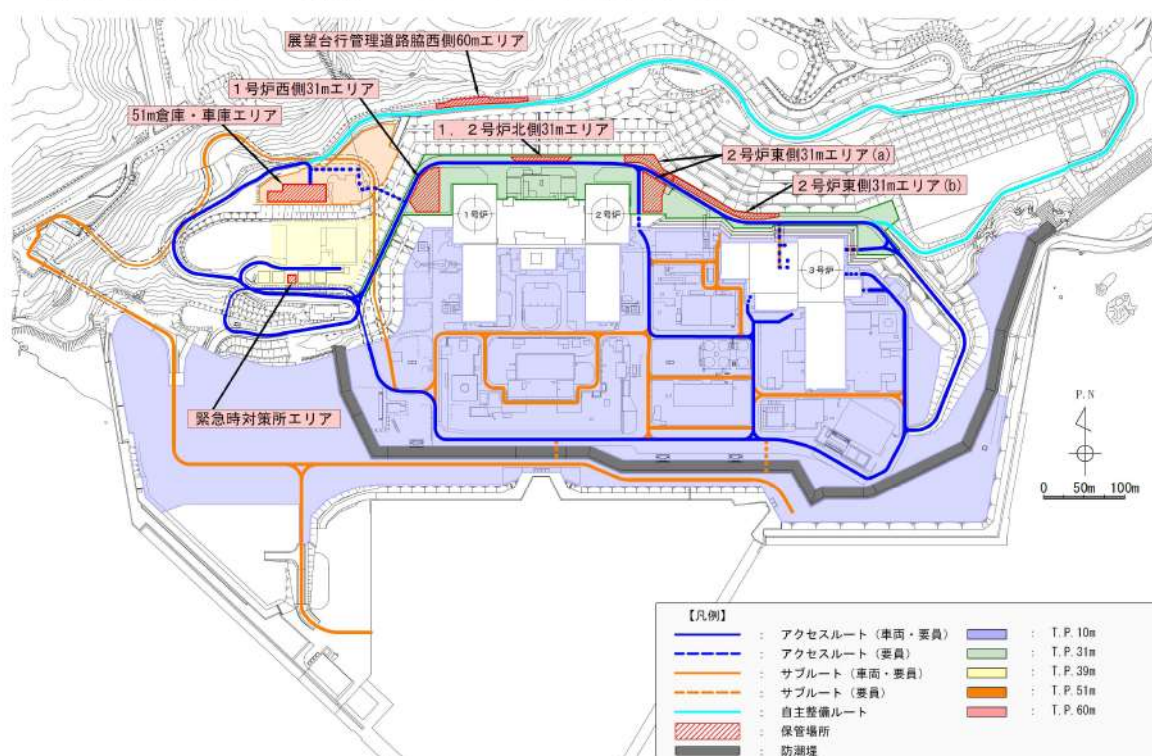 展望台行管理道路脇西側60mエリア
1号炉西側31mエリア
51m倉庫・車庫エリア
1．2号炉北側31mエリア
2号炉東側31mエリア(a)
2号炉東側31mエリア(b)
1号炉
2号炉
3号炉
緊急時対策所エリア
P.N
0 50m 100m
【凡例】
： アクセスルート（車両・要員）
： アクセスルート（要員）
： サブルート（車両・要員）
： サブルート（要員）
： 自主整備ルート
： 保管場所
： 防潮堤
： T.P.10m
： T.P.31m
： T.P.39m
： T.P.51m
： T.P.60m